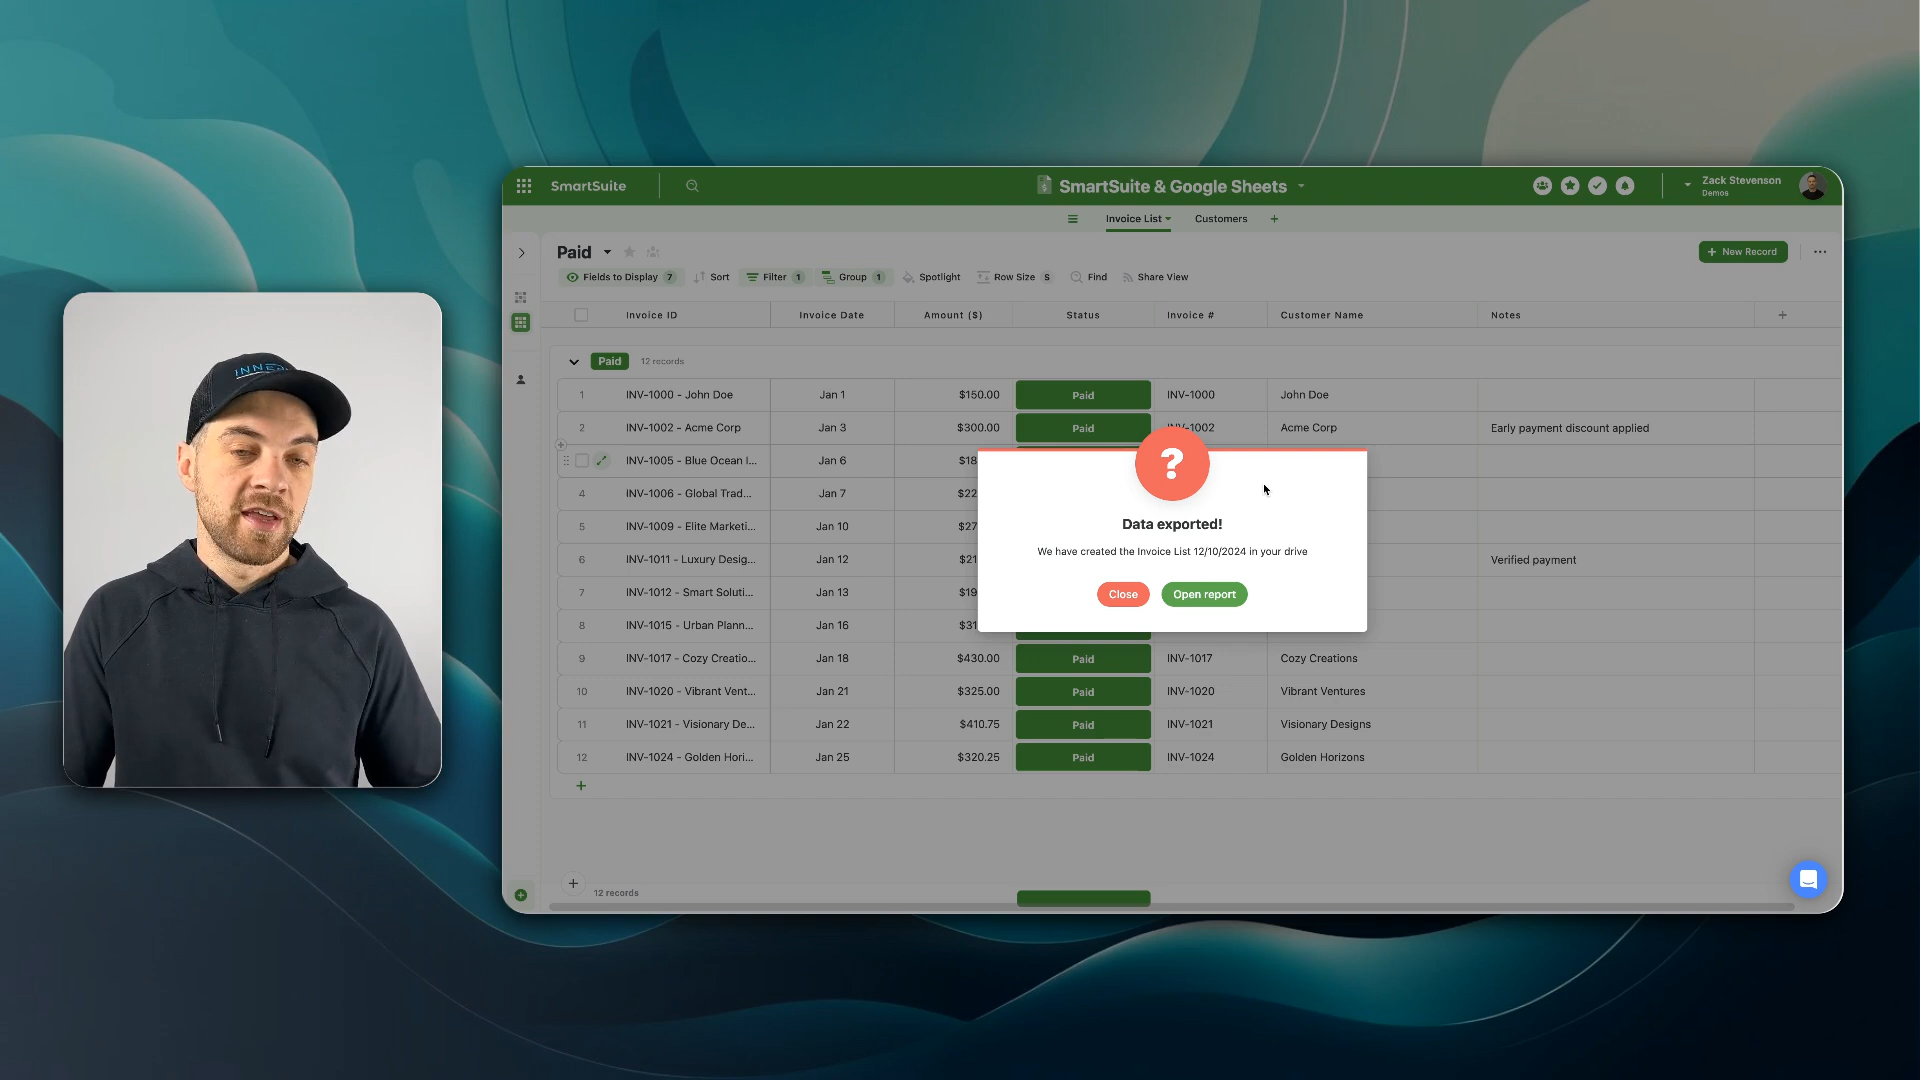 SmartSuite
SmartSuite & Google Sheets
Zack Stevenson
Demos
Invoice List
Customers
Paid
New Record
Fields to Display 7
Sort
Filter 1
Group 1
Spotlight
Row Size S
Find
Share View
Invoice ID Invoice Date Amount ($) Status Invoice # Customer Name Notes
Paid 12 records
1 INV-1000 - John Doe Jan 1 $150.00 Paid INV-1000 John Doe
2 INV-1002 - Acme Corp Jan 3 $300.00 Paid INV-1002 Acme Corp Early payment discount applied
INV-1005 - Blue Ocean I... Jan 6 $18
4 INV-1006 - Global Trad... Jan 7 $22
5 INV-1009 - Elite Marketi... Jan 10 $27
6 INV-1011 - Luxury Desig... Jan 12 $21 Verified payment
7 INV-1012 - Smart Soluti... Jan 13 $19
8 INV-1015 - Urban Plann... Jan 16 $31
9 INV-1017 - Cozy Creatio... Jan 18 $430.00 Paid INV-1017 Cozy Creations
10 INV-1020 - Vibrant Vent... Jan 21 $325.00 Paid INV-1020 Vibrant Ventures
11 INV-1021 - Visionary De... Jan 22 $410.75 Paid INV-1021 Visionary Designs
12 INV-1024 - Golden Hori... Jan 25 $320.25 Paid INV-1024 Golden Horizons
12 records
?
Data exported!
We have created the Invoice List 12/10/2024 in your drive
Close
Open report